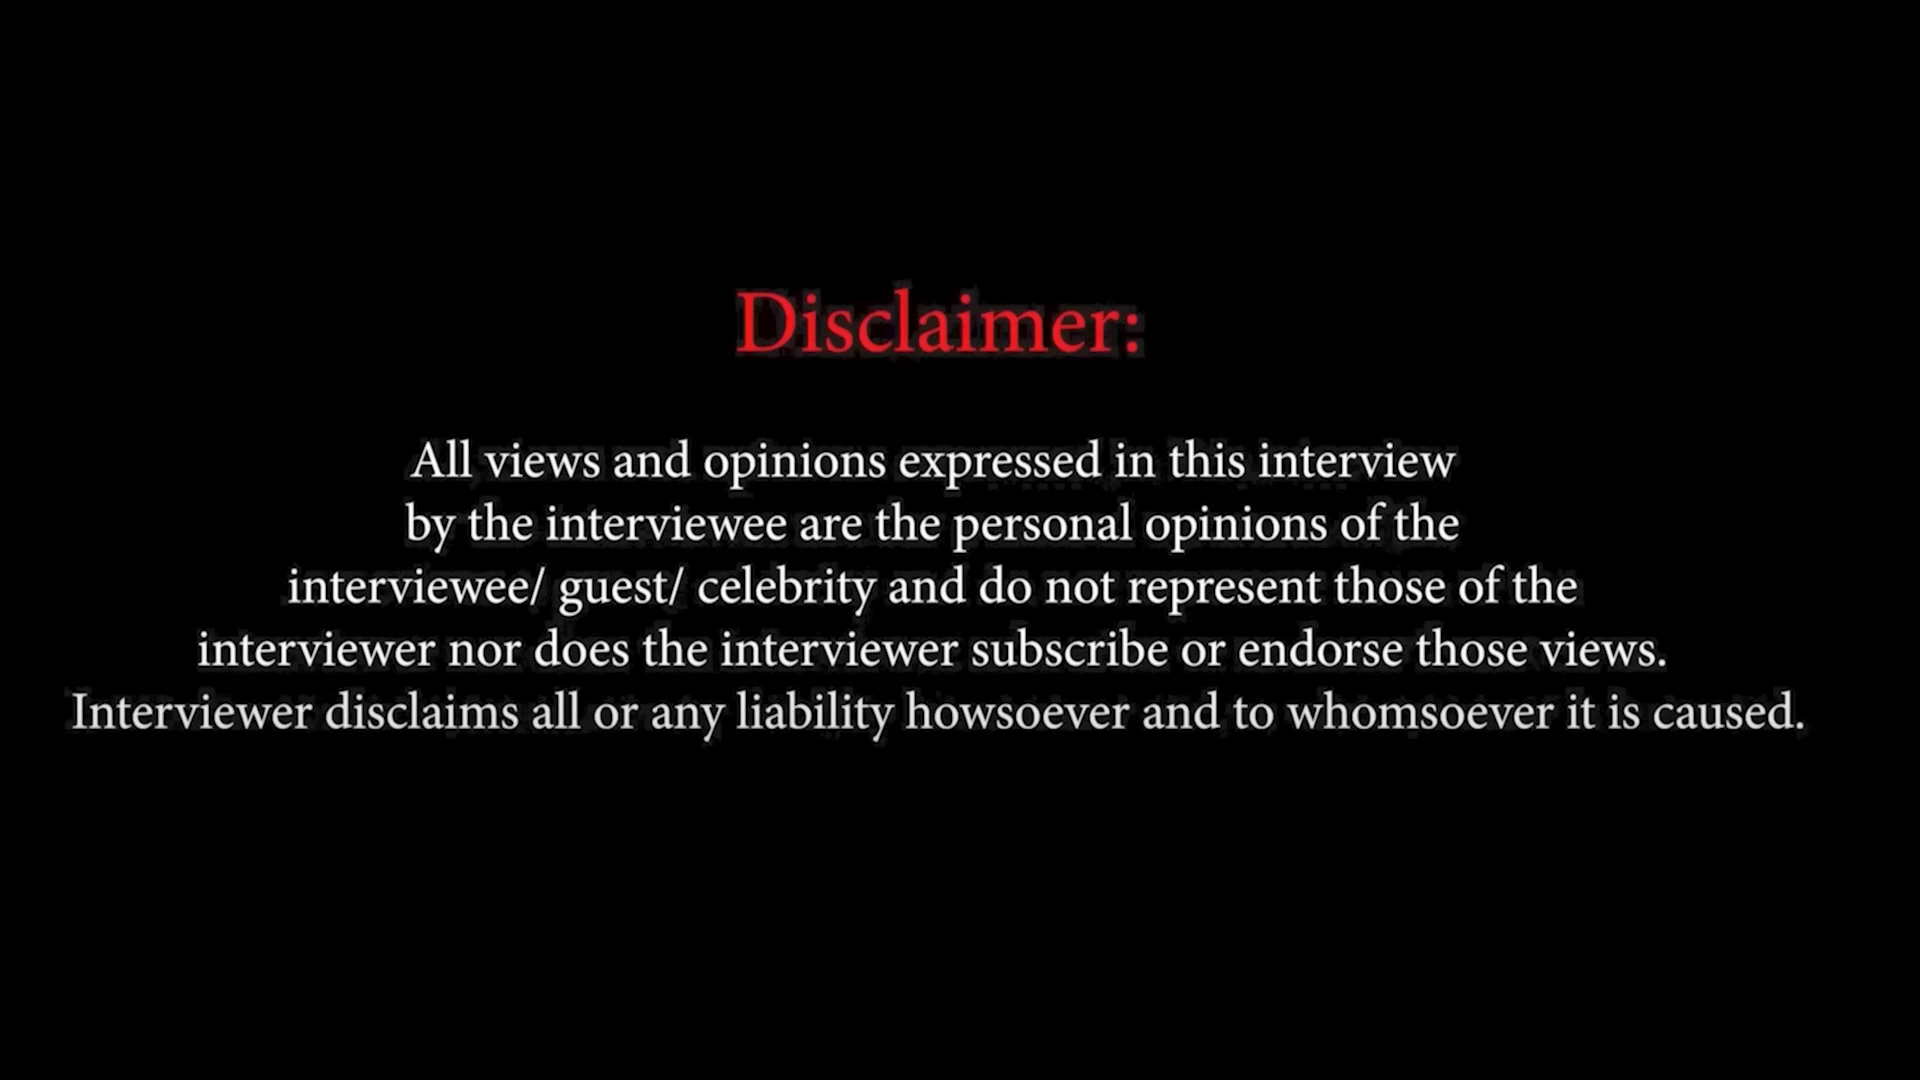 Disclaimer:
All views and opinions expressed in this interview
by the interviewee are the personal opinions of the
interviewee/ guest/ celebrity and do not represent those of the
interviewer nor does the interviewer subscribe or endorse those views.
Interviewer disclaims all or any liability howsoever and to whomsoever it is caused.